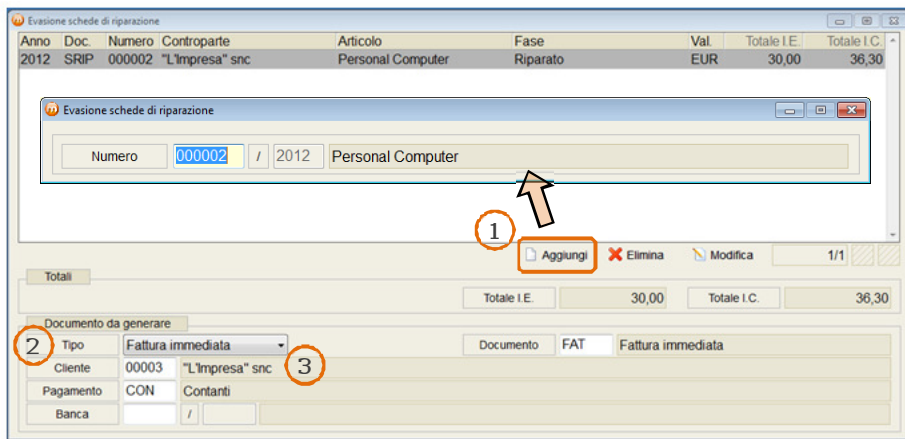 Evasione schede di riparazione
Anno Doc. Numero Controparte Articolo Fase Val. Totale I.E. Totale I.C.
2012 SRIP 000002 "L'Impresa" snc Personal Computer Riparato EUR 30,00 36,30
Evasione schede di riparazione
Numero 000002 / 2012 Personal Computer
1
Aggiungi Elimina Modifica 1/1
Totali
Totale I.E. 30,00 Totale I.C. 36,30
Documento da generare
2 Tipo Fattura immediata Documento FAT Fattura immediata
Cliente 00003 "L'Impresa" snc 3
Pagamento CON Contanti
Banca /